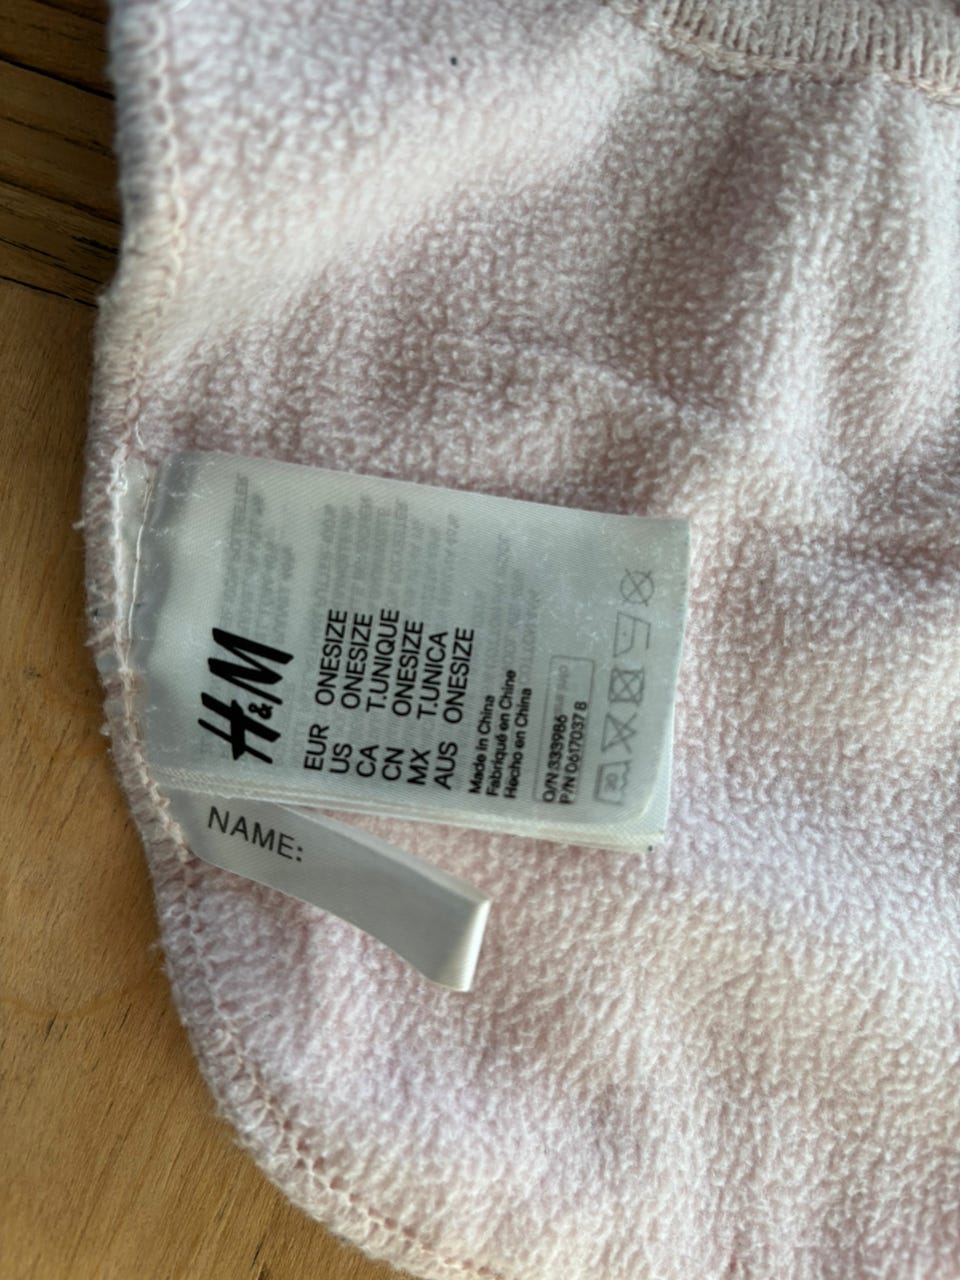 H&M
EUR ONESIZE
US ONESIZE
CA T.UNIQUE
CN ONESIZE
MX T.UNICA
AUS ONESIZE
Made in China
Fabriqué en Chine
Hecho en China
O/N 333986
P/N 0617037 8
NAME: